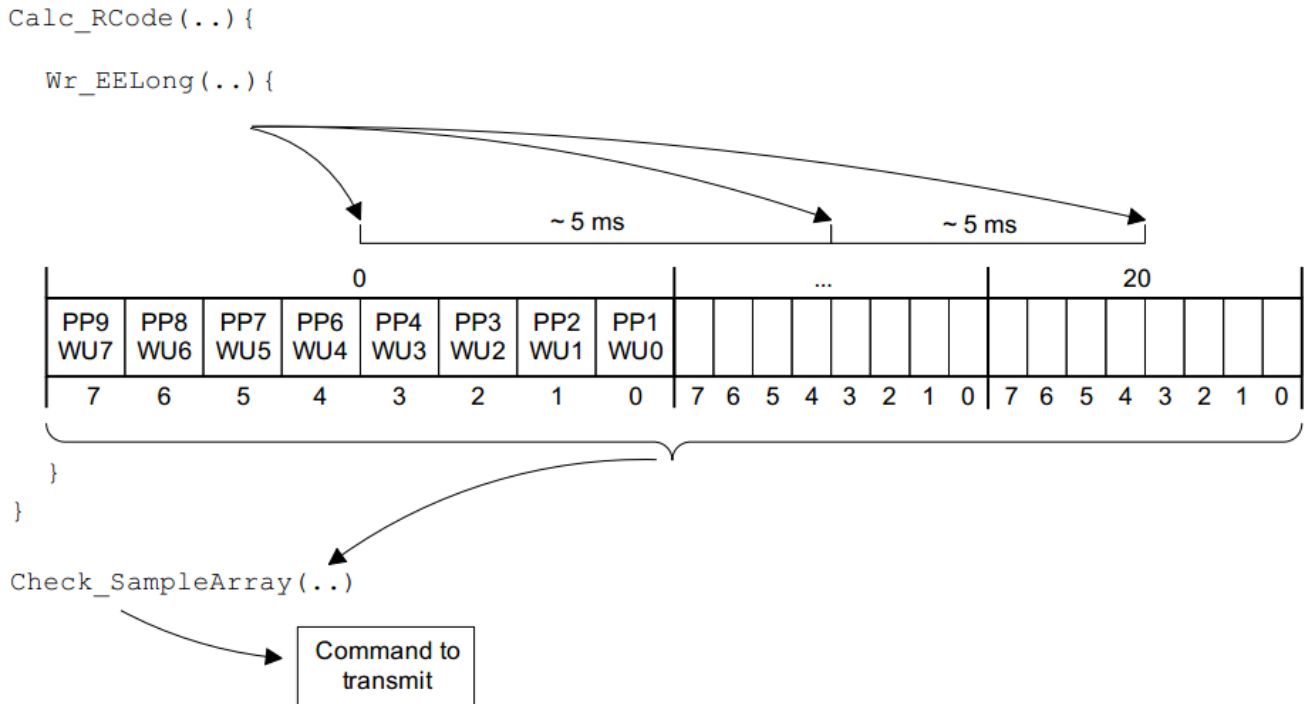 Calc_RCode(..){
Wr_EELong(..){
~ 5 ms ~ 5 ms
0 ... 20
PP9 PP8 PP7 PP6 PP4 PP3 PP2 PP1
WU7 WU6 WU5 WU4 WU3 WU2 WU1 WU0
7 6 5 4 3 2 1 0 7 6 5 4 3 2 1 0 7 6 5 4 3 2 1 0
}
}
Check_SampleArray(..)
Command to
transmit